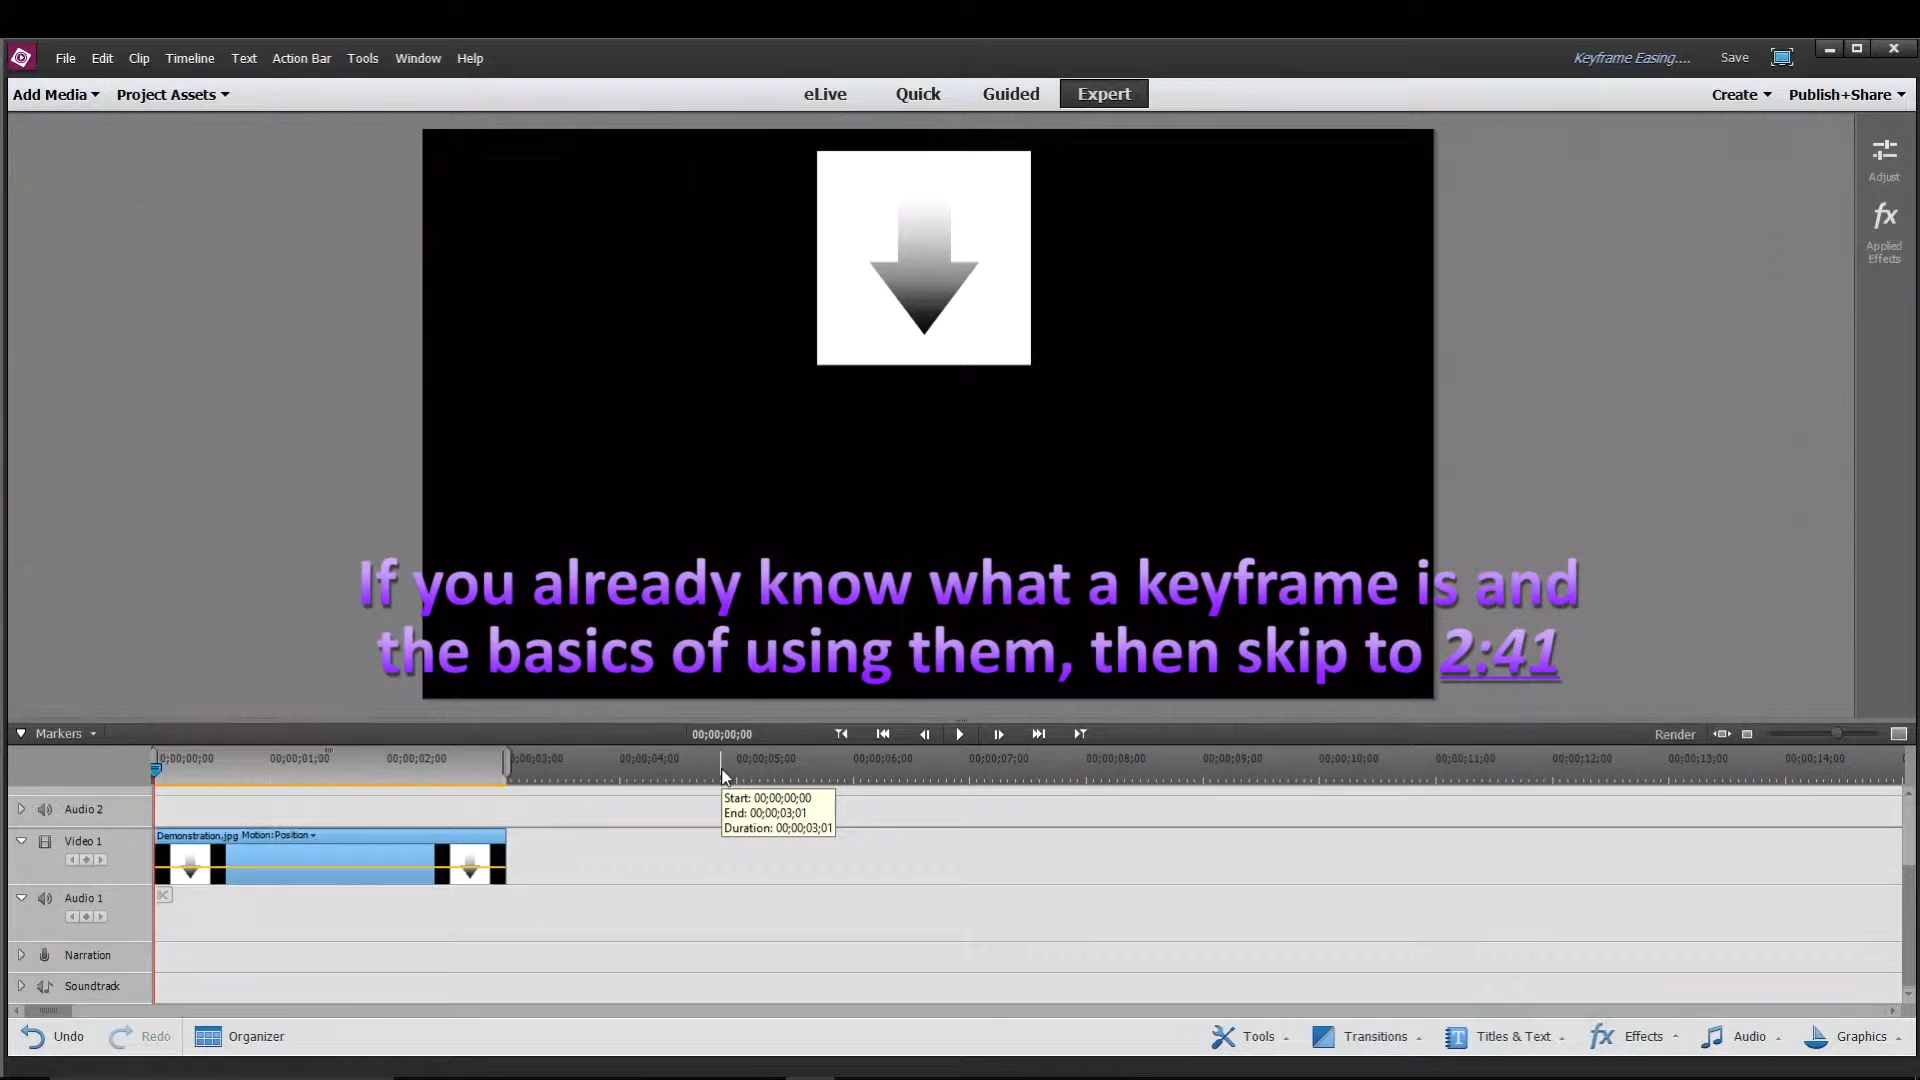 File Edit Clip Timeline Text Action Bar Tools Window Help
Keyframe Easing.... Save
Add Media Project Assets
eLive Quick Guided Expert
Create Publish+Share
Adjust
fx
Applied
Effects
If you already know what a keyframe is and
the basics of using them, then skip to 2:41
Markers
00;00;00;00
Render
0;00;00;00 00;00;01;00 00;00;02;00 0;00;03;00 00;00;04;00 00;00;05;00 00;00;06;00 00;00;07;00 00;00;08;00 00;00;09;00 00;00;10;00 00;00;11;00 00;00;12;00 00;00;13;00 00;00;14;00
Start: 00;00;00;00
End: 00;00;03;01
Duration: 00;00;03;01
Audio 2
Video 1
Demonstration.jpg Motion:Position
Audio 1
Narration
Soundtrack
Undo Redo Organizer
Tools Transitions Titles & Text fx Effects Audio Graphics